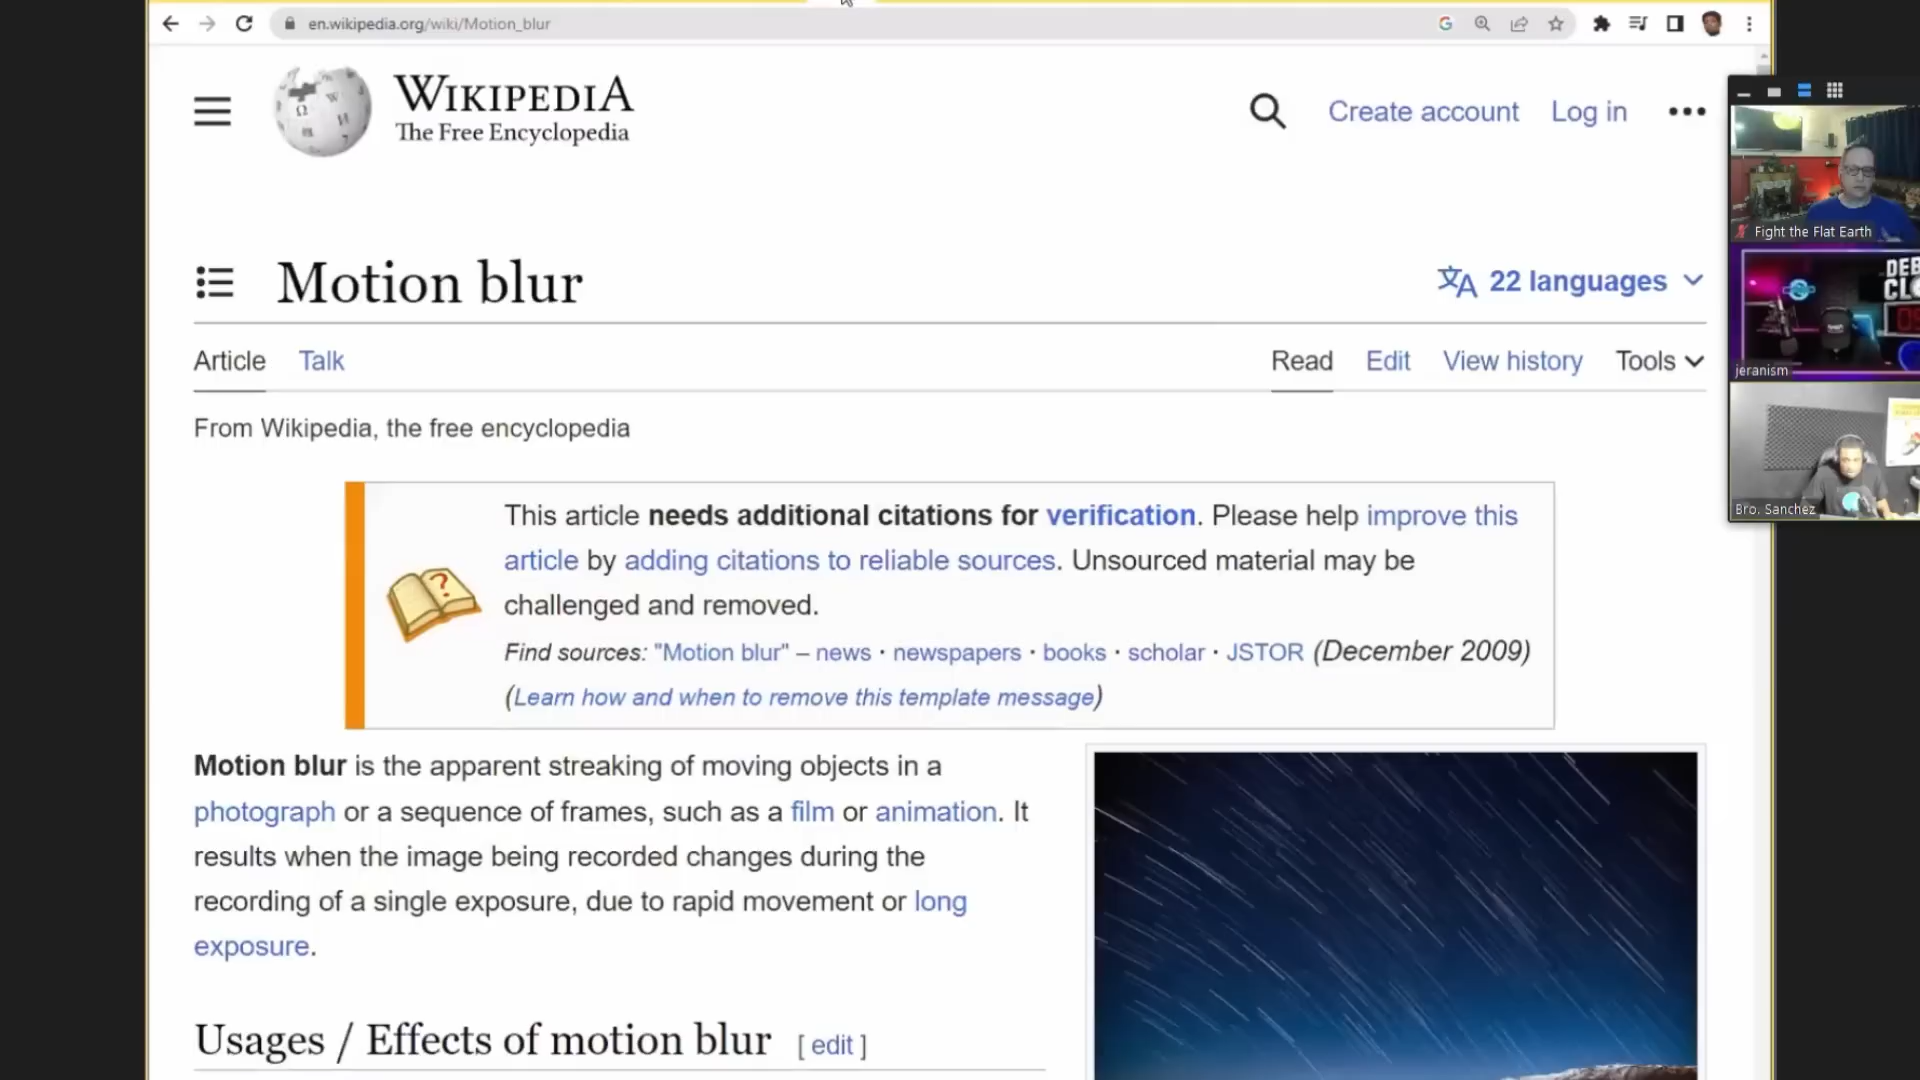 en.wikipedia.org/wiki/Motion_blur
WIKIPEDIA
The Free Encyclopedia
Create account
Log in
Motion blur
22 languages
Article
Talk
Read
Edit
View history
Tools
From Wikipedia, the free encyclopedia
This article needs additional citations for verification. Please help improve this
article by adding citations to reliable sources. Unsourced material may be
challenged and removed.
Find sources: "Motion blur" – news · newspapers · books · scholar · JSTOR (December 2009)
(Learn how and when to remove this template message)
Motion blur is the apparent streaking of moving objects in a
photograph or a sequence of frames, such as a film or animation. It
results when the image being recorded changes during the
recording of a single exposure, due to rapid movement or long
exposure.
Usages / Effects of motion blur [ edit ]
Fight the Flat Earth
DEB
CL
jeranism
Bro. Sanchez